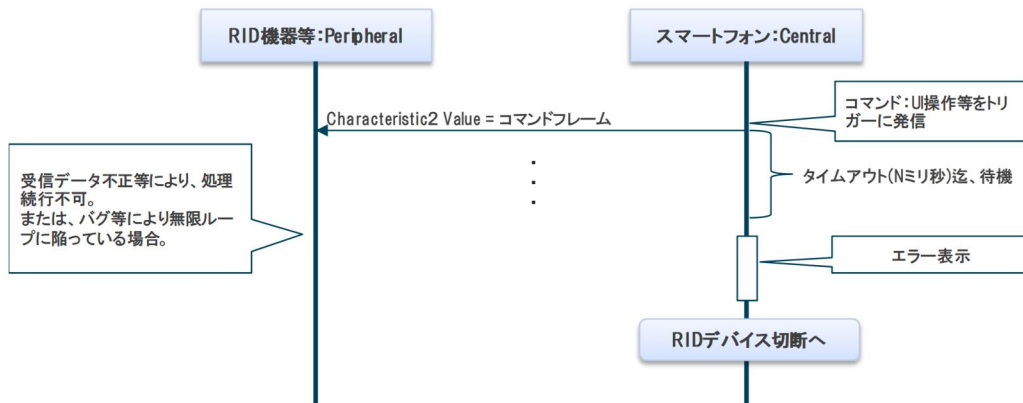 RID機器等:Peripheral
スマートフォン:Central
コマンド:UI操作等をトリ
ガーに発信
Characteristic2 Value = コマンドフレーム
受信データ不正等により、処理
続行不可。
または、バグ等により無限ルー
プに陥っている場合。
タイムアウト(Nミリ秒)迄、待機
エラー表示
RIDデバイス切断へ